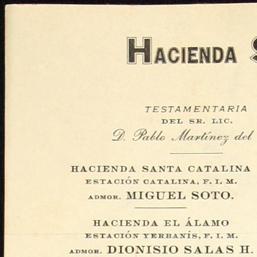 HACIENDA
TESTAMENTARIA
DEL SR. LIC.
D. Pablo Martínez del
HACIENDA SANTA CATALINA
ESTACIÓN CATALINA, F. I. M.
ADMOR. MIGUEL SOTO.
HACIENDA EL ÁLAMO
ESTACIÓN YERBANÍS, F. I. M.
ADMOR. DIONISIO SALAS H.